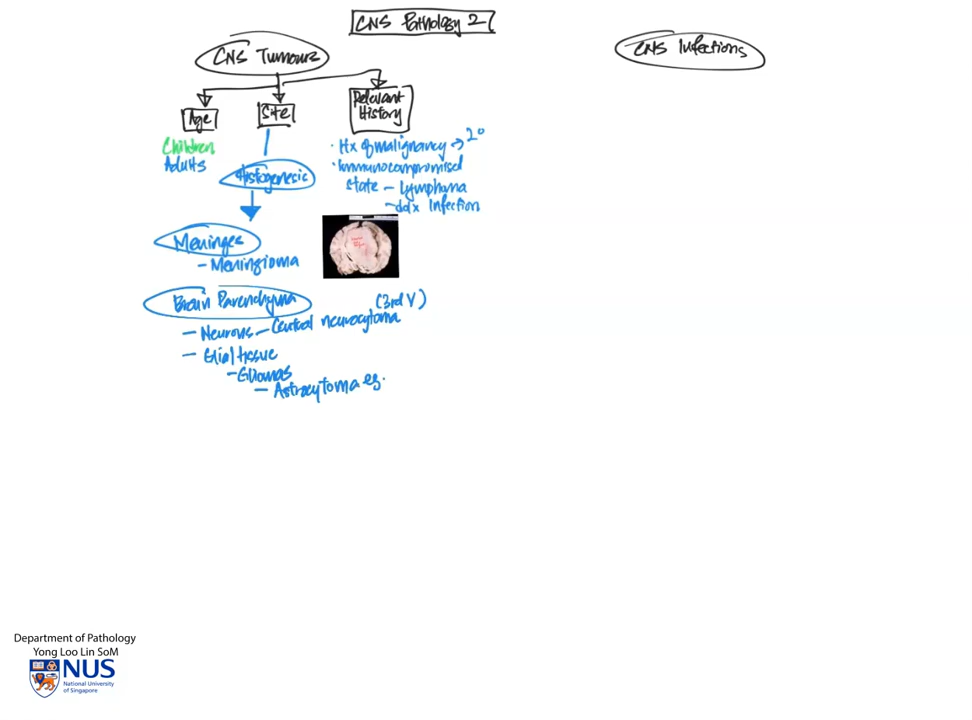 CNS Pathology 2
CNS Tumours
CNS Infections
Age
Site
Relevant
History
Children
Adults
· Hx of malignancy → 2°
· Immunocompromised
state - Lymphoma
- ddx Infection
Histogenesic
Meninges
- Meningioma
Brain Parenchyma
(3rd V)
- Neurons - Central neurocytoma
- Glial tissue
- Gliomas
- Astrocytoma eg.
Department of Pathology
Yong Loo Lin SoM
NUS
National University
of Singapore